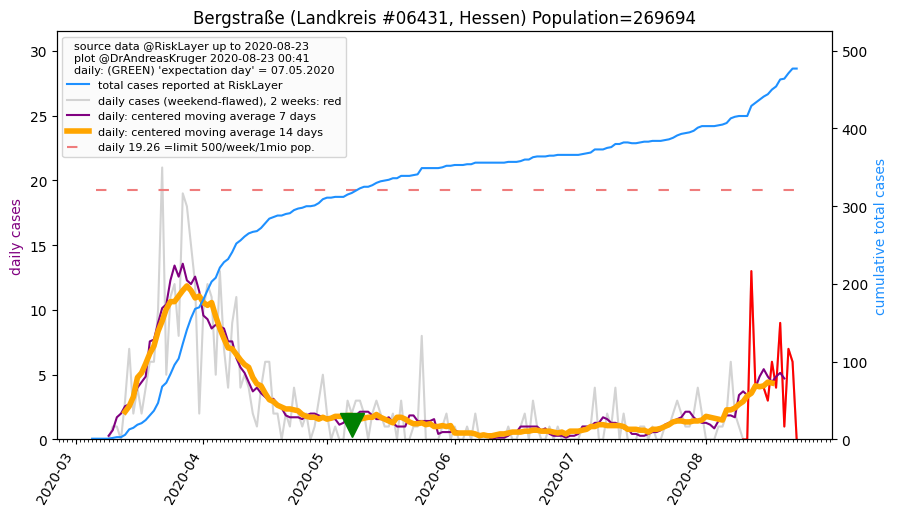 Bergstraße (Landkreis #06431, Hessen) Population=269694
source data @RiskLayer up to 2020-08-23
plot @DrAndreasKruger 2020-08-23 00:41
daily: (GREEN) 'expectation day' = 07.05.2020
total cases reported at RiskLayer
daily cases (weekend-flawed), 2 weeks: red
daily: centered moving average 7 days
daily: centered moving average 14 days
daily 19.26 =limit 500/week/1mio pop.
daily cases
30
25
20
15
10
5
0
cumulative total cases
500
400
300
200
100
0
2020-03
2020-04
2020-05
2020-06
2020-07
2020-08